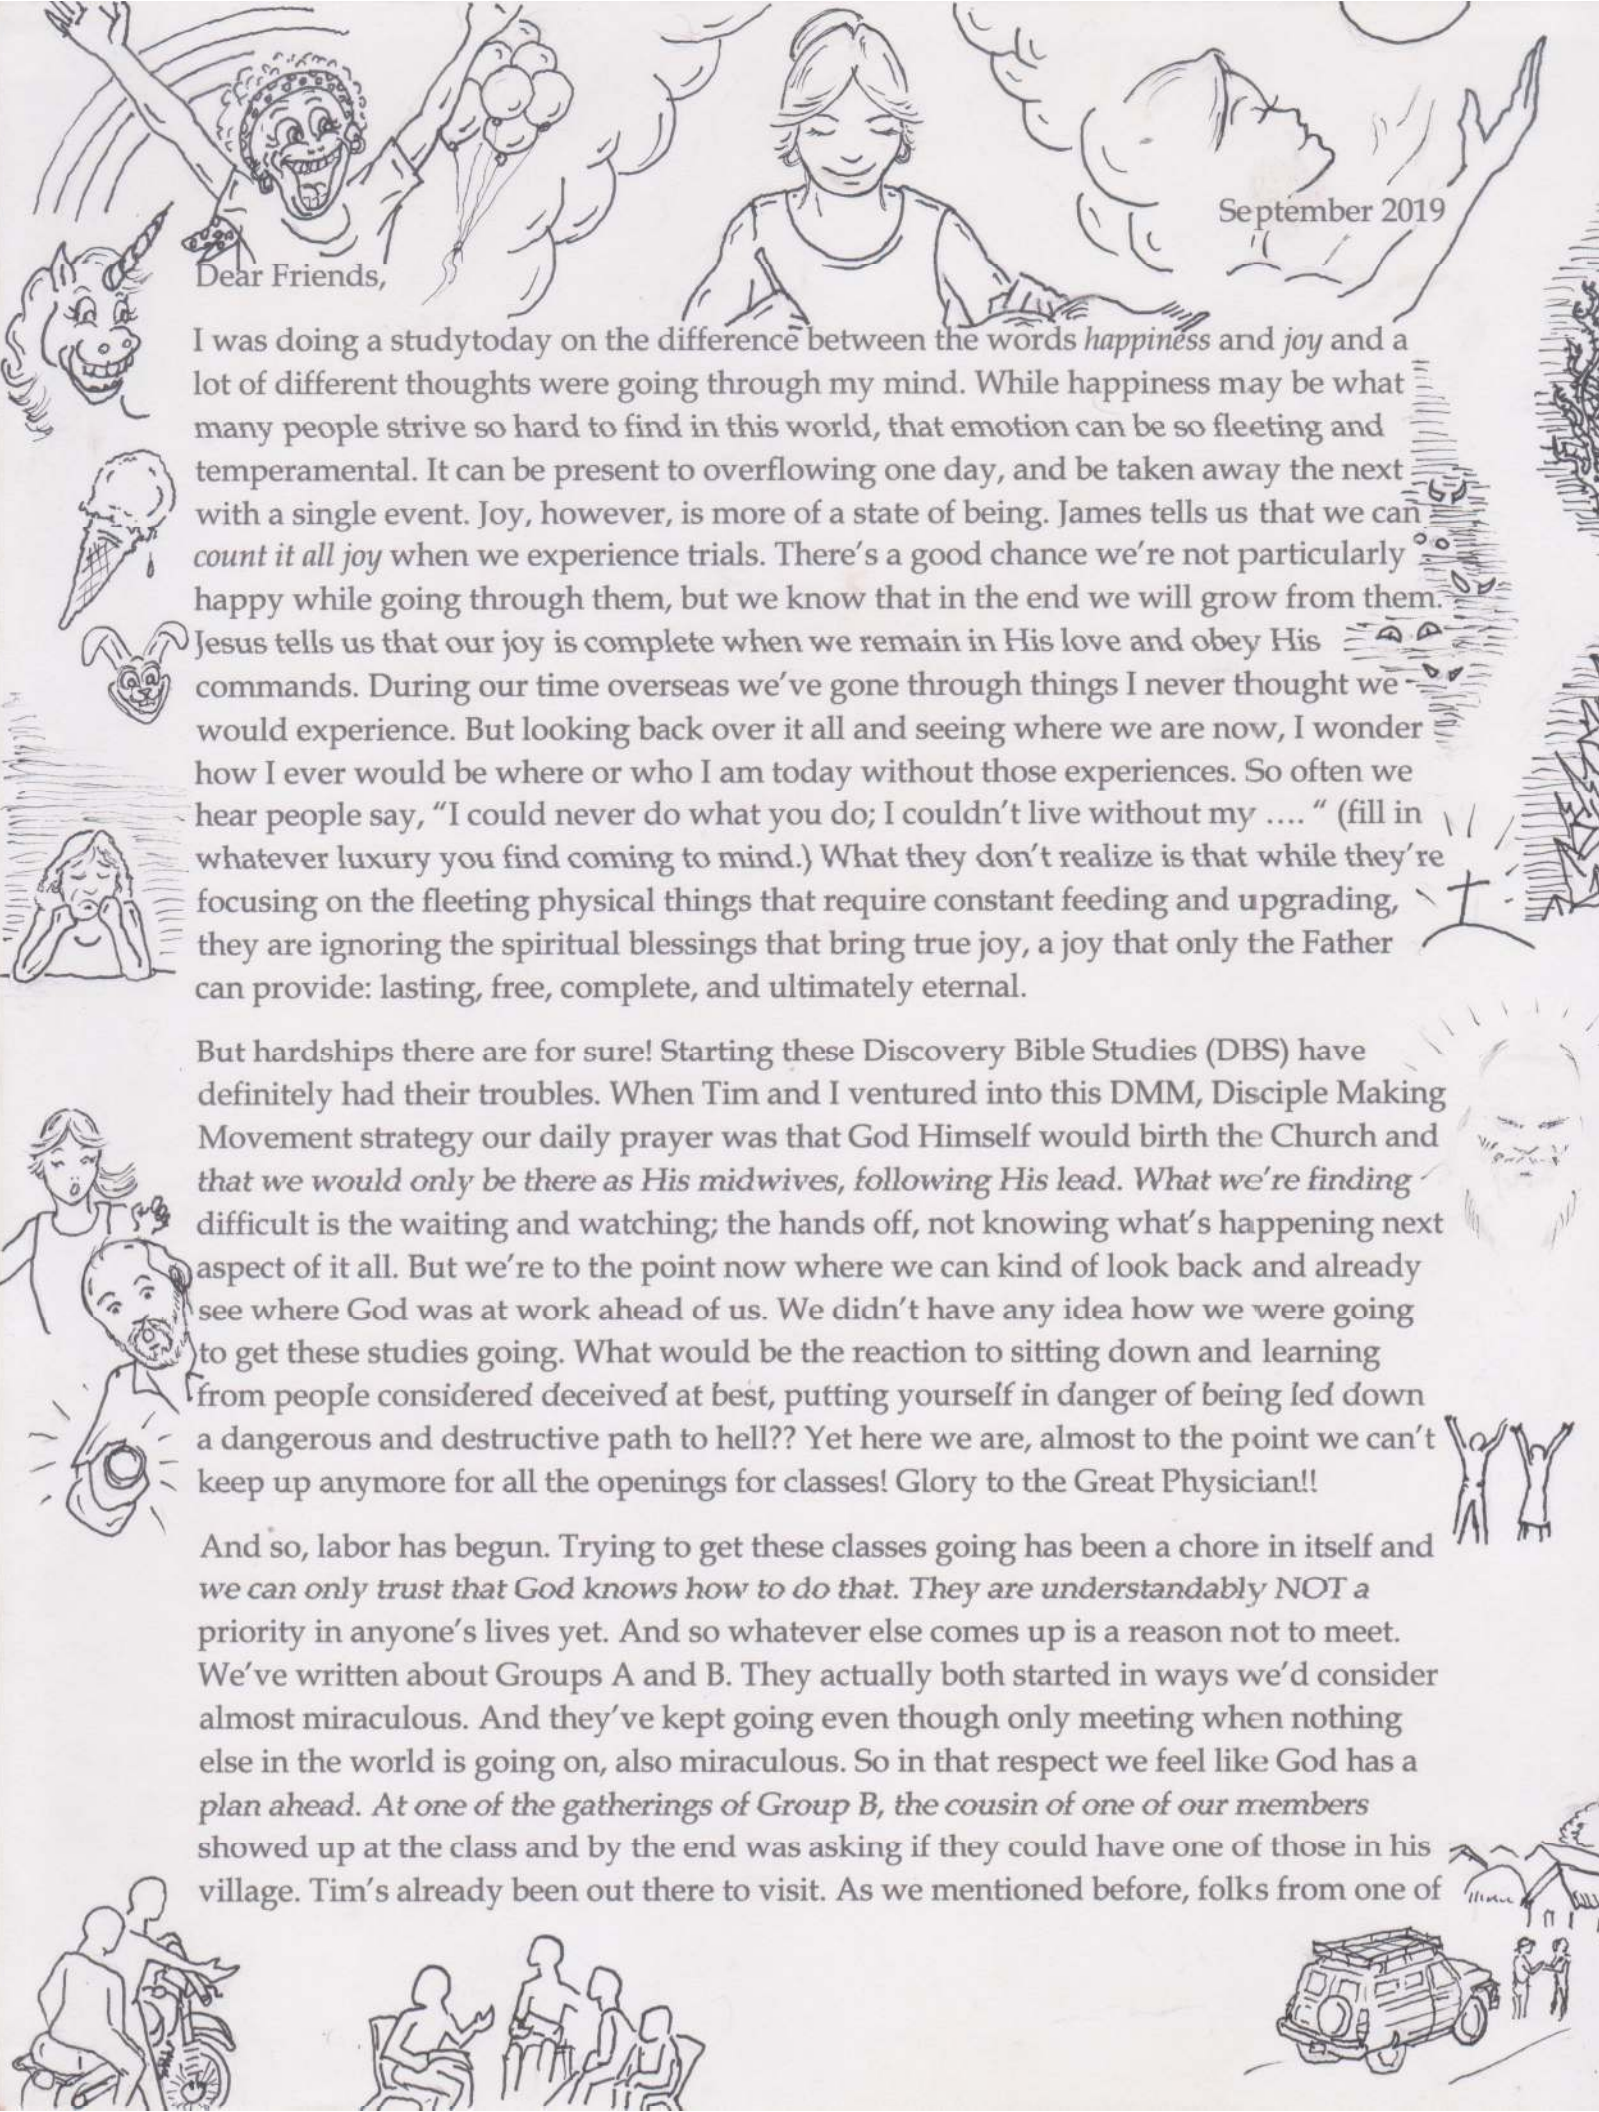 September 2019
Dear Friends,
I was doing a studytoday on the difference between the words happiness and joy and a
lot of different thoughts were going through my mind. While happiness may be what
many people strive so hard to find in this world, that emotion can be so fleeting and
temperamental. It can be present to overflowing one day, and be taken away the next
with a single event. Joy, however, is more of a state of being. James tells us that we can
count it all joy when we experience trials. There's a good chance we're not particularly
happy while going through them, but we know that in the end we will grow from them.
Jesus tells us that our joy is complete when we remain in His love and obey His
commands. During our time overseas we've gone through things I never thought we
would experience. But looking back over it all and seeing where we are now, I wonder
how I ever would be where or who I am today without those experiences. So often we
hear people say, “I could never do what you do; I couldn't live without my …. “ (fill in
whatever luxury you find coming to mind.) What they don't realize is that while they're
focusing on the fleeting physical things that require constant feeding and upgrading,
they are ignoring the spiritual blessings that bring true joy, a joy that only the Father
can provide: lasting, free, complete, and ultimately eternal.
But hardships there are for sure! Starting these Discovery Bible Studies (DBS) have
definitely had their troubles. When Tim and I ventured into this DMM, Disciple Making
Movement strategy our daily prayer was that God Himself would birth the Church and
that we would only be there as His midwives, following His lead. What we're finding
difficult is the waiting and watching; the hands off, not knowing what's happening next
aspect of it all. But we're to the point now where we can kind of look back and already
see where God was at work ahead of us. We didn't have any idea how we were going
to get these studies going. What would be the reaction to sitting down and learning
from people considered deceived at best, putting yourself in danger of being led down
a dangerous and destructive path to hell?? Yet here we are, almost to the point we can't
keep up anymore for all the openings for classes! Glory to the Great Physician!!
And so, labor has begun. Trying to get these classes going has been a chore in itself and
we can only trust that God knows how to do that. They are understandably NOT a
priority in anyone's lives yet. And so whatever else comes up is a reason not to meet.
We've written about Groups A and B. They actually both started in ways we'd consider
almost miraculous. And they've kept going even though only meeting when nothing
else in the world is going on, also miraculous. So in that respect we feel like God has a
plan ahead. At one of the gatherings of Group B, the cousin of one of our members
showed up at the class and by the end was asking if they could have one of those in his
village. Tim's already been out there to visit. As we mentioned before, folks from one of